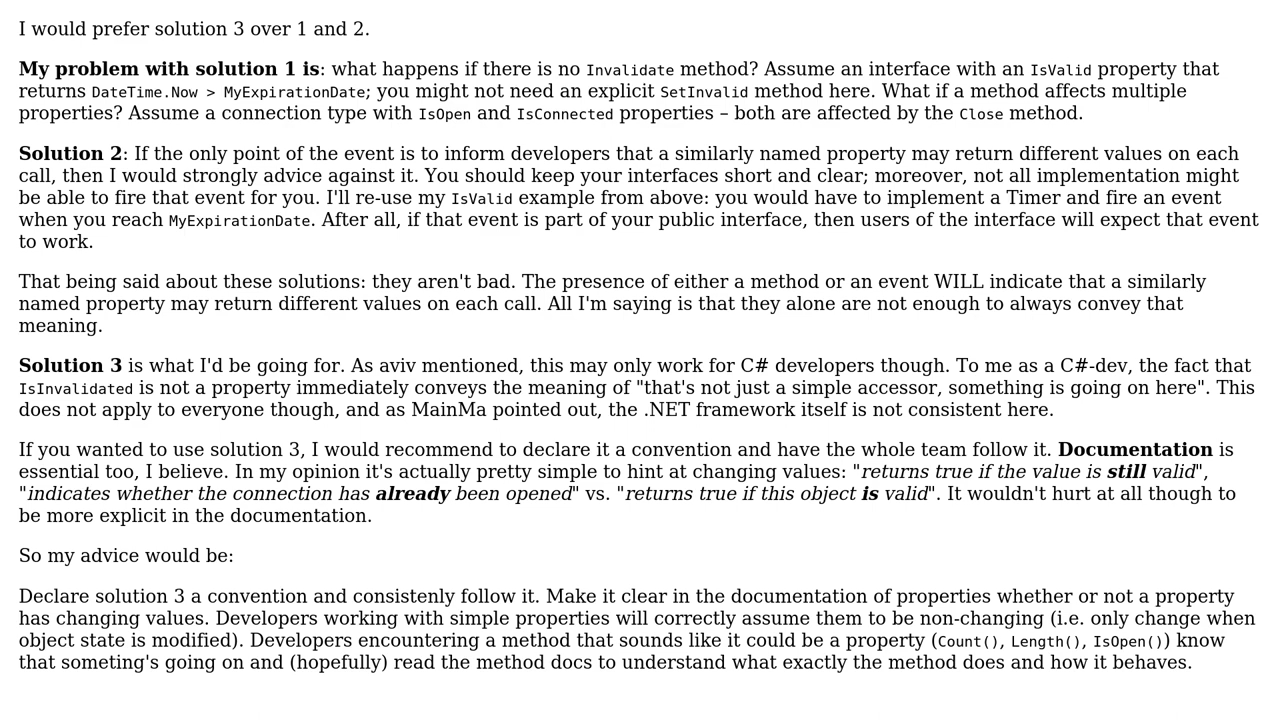 I would prefer solution 3 over 1 and 2.
My problem with solution 1 is: what happens if there is no Invalidate method? Assume an interface with an IsValid property that
returns DateTime.Now > MyExpirationDate; you might not need an explicit SetInvalid method here. What if a method affects multiple
properties? Assume a connection type with IsOpen and IsConnected properties – both are affected by the Close method.
Solution 2: If the only point of the event is to inform developers that a similarly named property may return different values on each
call, then I would strongly advice against it. You should keep your interfaces short and clear; moreover, not all implementation might
be able to fire that event for you. I'll re-use my IsValid example from above: you would have to implement a Timer and fire an event
when you reach MyExpirationDate. After all, if that event is part of your public interface, then users of the interface will expect that event
to work.
That being said about these solutions: they aren't bad. The presence of either a method or an event WILL indicate that a similarly
named property may return different values on each call. All I'm saying is that they alone are not enough to always convey that
meaning.
Solution 3 is what I'd be going for. As aviv mentioned, this may only work for C# developers though. To me as a C#-dev, the fact that
IsInvalidated is not a property immediately conveys the meaning of "that's not just a simple accessor, something is going on here". This
does not apply to everyone though, and as MainMa pointed out, the .NET framework itself is not consistent here.
If you wanted to use solution 3, I would recommend to declare it a convention and have the whole team follow it. Documentation is
essential too, I believe. In my opinion it's actually pretty simple to hint at changing values: "returns true if the value is still valid",
"indicates whether the connection has already been opened" vs. "returns true if this object is valid". It wouldn't hurt at all though to
be more explicit in the documentation.
So my advice would be:
Declare solution 3 a convention and consistenly follow it. Make it clear in the documentation of properties whether or not a property
has changing values. Developers working with simple properties will correctly assume them to be non-changing (i.e. only change when
object state is modified). Developers encountering a method that sounds like it could be a property (Count(), Length(), IsOpen()) know
that someting's going on and (hopefully) read the method docs to understand what exactly the method does and how it behaves.